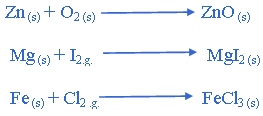 Zn(s) + O2(s) → ZnO(s)
Mg(s) + I2.g. → MgI2(s)
Fe(s) + Cl2.g. → FeCl3(s)